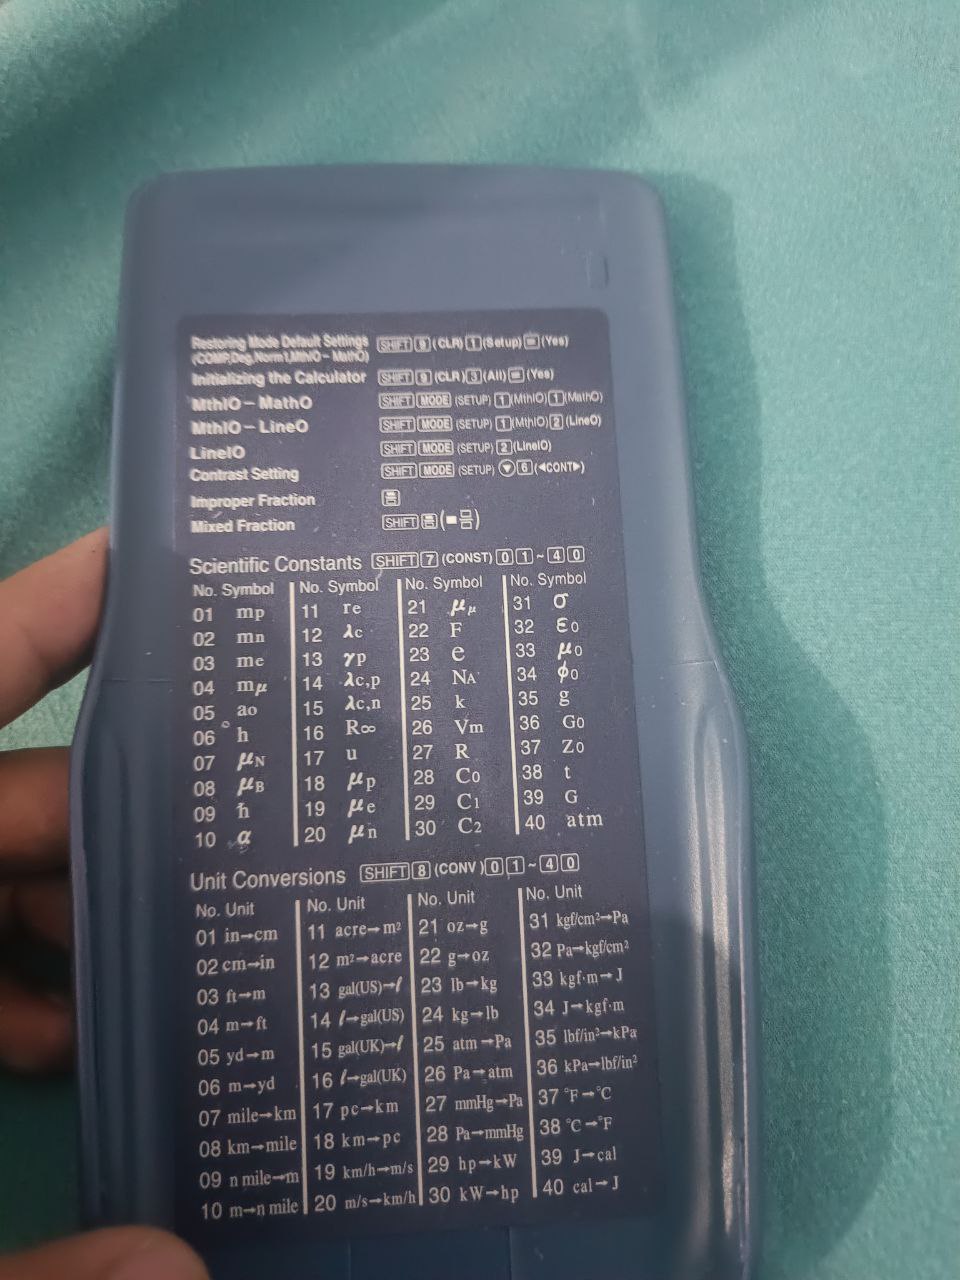 Restoring Mode Default Settings SHIFT 9 (CLR) 1 (Setup) = (Yes)
(COMP,Deg,Norm1,MthIO-MathO)
Initializing the Calculator SHIFT 9 (CLR) 3 (All) = (Yes)
MthIO-MathO SHIFT MODE (SETUP) 1 (MthIO) 1 (MathO)
MthIO-LineO SHIFT MODE (SETUP) 1 (MthIO) 2 (LineO)
LineIO SHIFT MODE (SETUP) 2 (LineIO)
Contrast Setting SHIFT MODE (SETUP) ▼ 6 (◀CONT▶)
Improper Fraction
Mixed Fraction SHIFT
Scientific Constants SHIFT 7 (CONST) 0 1 ~ 4 0
No. Symbol No. Symbol No. Symbol No. Symbol
01 mp 11 re 21 μμ 31 σ
02 mn 12 λc 22 F 32 ε0
03 me 13 γp 23 e 33 μ0
04 mμ 14 λc,p 24 NA 34 ϕ0
05 ao 15 λc,n 25 k 35 g
06 h 16 R∞ 26 Vm 36 G0
07 μN 17 u 27 R 37 Z0
08 μB 18 μp 28 C0 38 t
09 ħ 19 μe 29 C1 39 G
10 α 20 μn 30 C2 40 atm
Unit Conversions SHIFT 8 (CONV) 0 1 ~ 4 0
No. Unit No. Unit No. Unit No. Unit
01 in→cm 11 acre→m² 21 oz→g 31 kgf/cm²→Pa
02 cm→in 12 m²→acre 22 g→oz 32 Pa→kgf/cm²
03 ft→m 13 gal(US)→ℓ 23 lb→kg 33 kgf·m→J
04 m→ft 14 ℓ→gal(US) 24 kg→lb 34 J→kgf·m
05 yd→m 15 gal(UK)→ℓ 25 atm→Pa 35 lbf/in²→kPa
06 m→yd 16 ℓ→gal(UK) 26 Pa→atm 36 kPa→lbf/in²
07 mile→km 17 pc→km 27 mmHg→Pa 37 °F→°C
08 km→mile 18 km→pc 28 Pa→mmHg 38 °C→°F
09 n mile→m 19 km/h→m/s 29 hp→kW 39 J→cal
10 m→n mile 20 m/s→km/h 30 kW→hp 40 cal→J